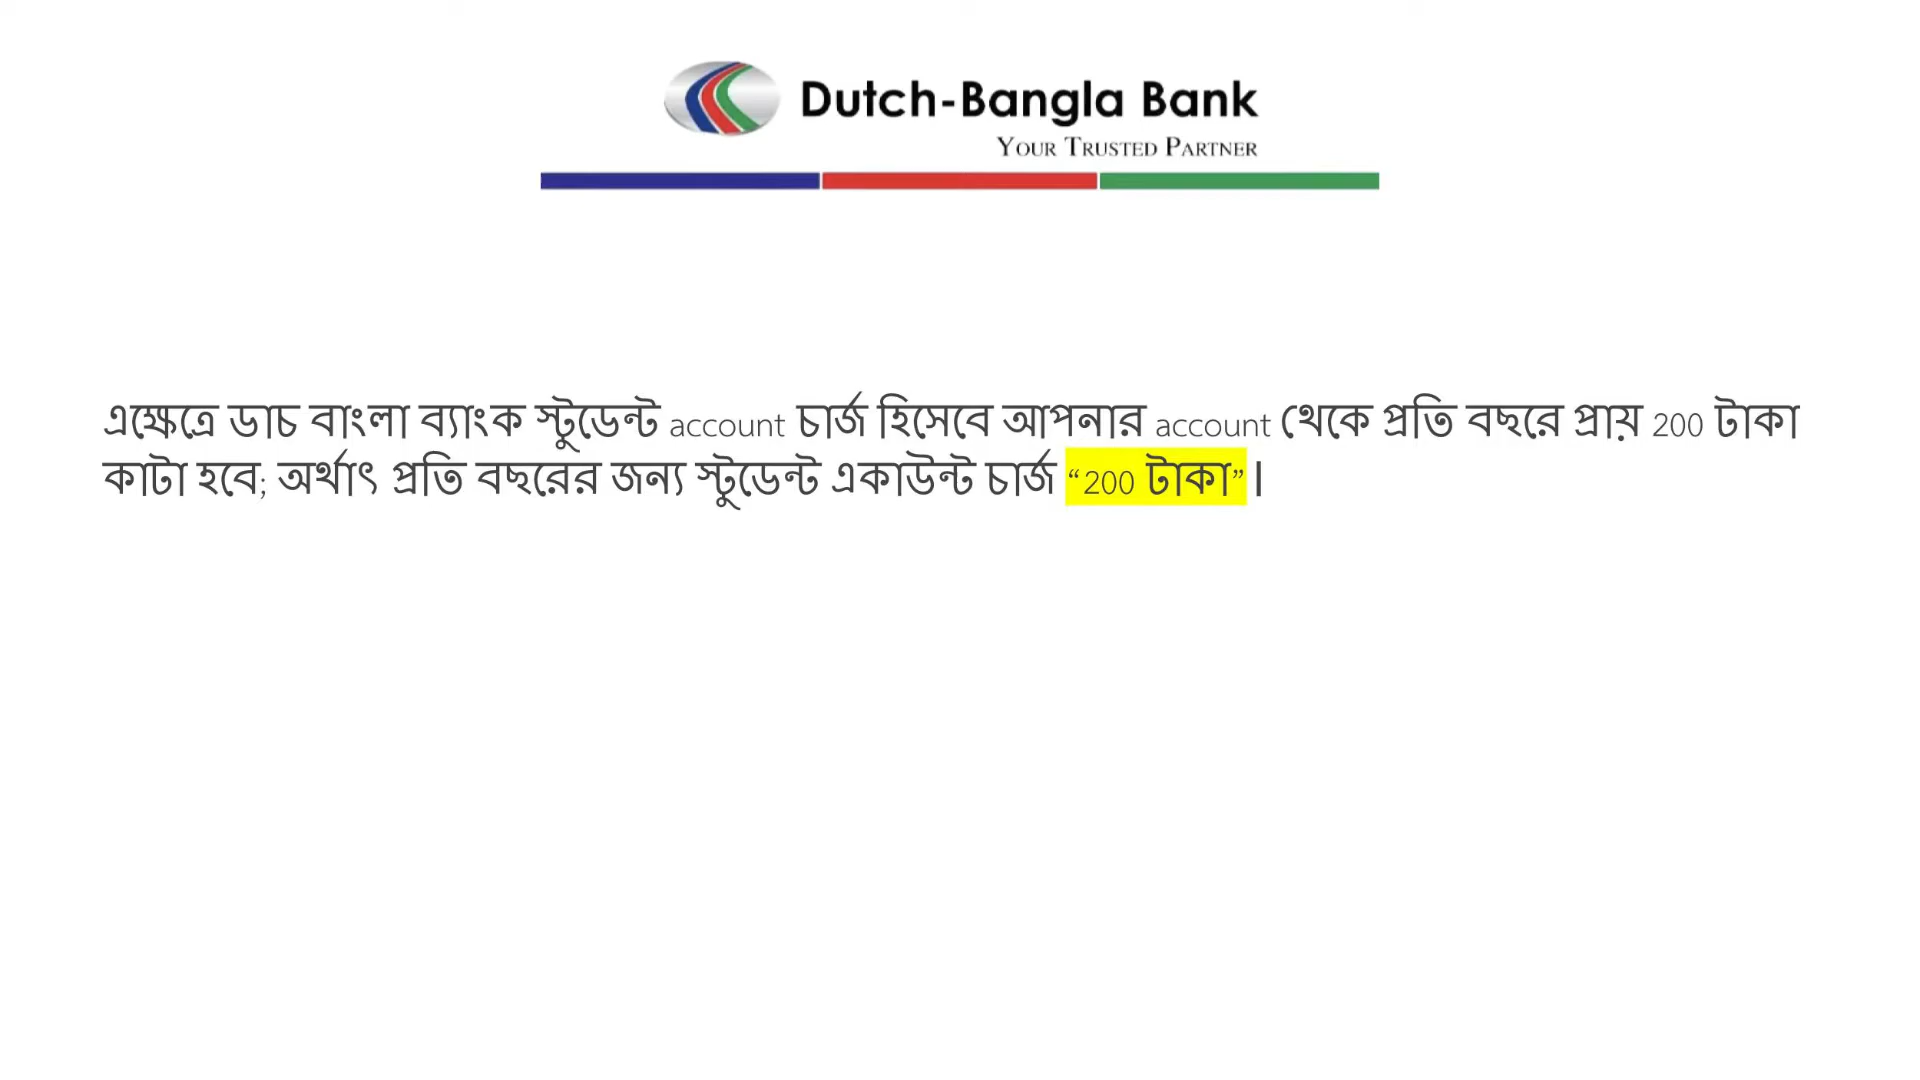 Dutch-Bangla Bank
YOUR TRUSTED PARTNER
এক্ষেত্রে ডাচ বাংলা ব্যাংক স্টুডেন্ট account চার্জ হিসেবে আপনার account থেকে প্রতি বছরে প্রায় 200 টাকা
কাটা হবে; অর্থাৎ প্রতি বছরের জন্য স্টুডেন্ট একাউন্ট চার্জ “200 টাকা”।